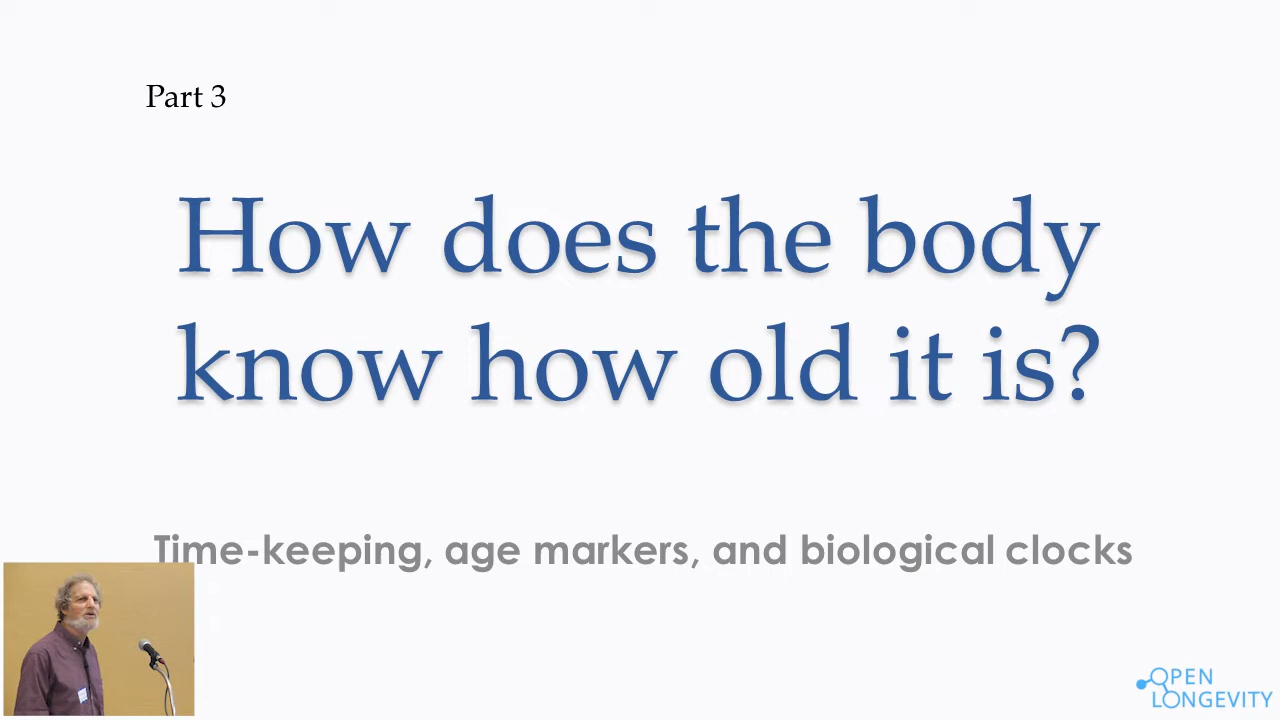 Part 3
How does the body
know how old it is?
Time-keeping, age markers, and biological clocks
OPEN
LONGEVITY